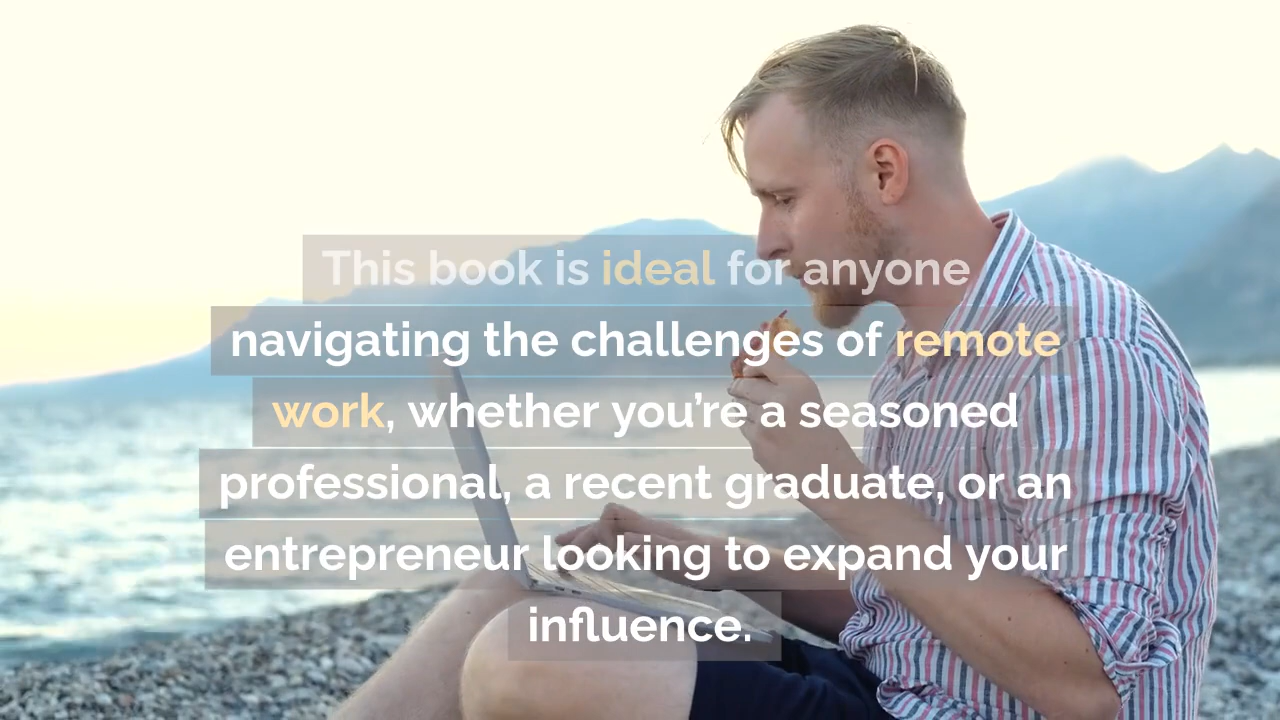 This book is ideal for anyone
navigating the challenges of remote
work, whether you’re a seasoned
professional, a recent graduate, or an
entrepreneur looking to expand your
influence.